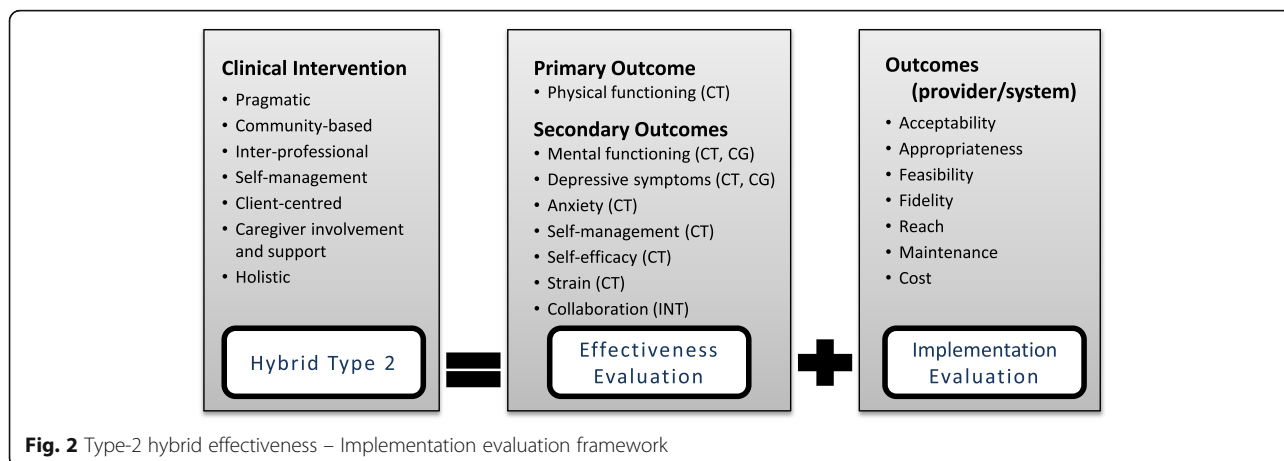 Clinical Intervention
• Pragmatic
• Community-based
• Inter-professional
• Self-management
• Client-centred
• Caregiver involvement
and support
• Holistic
Hybrid Type 2
=
Primary Outcome
• Physical functioning (CT)
Secondary Outcomes
• Mental functioning (CT, CG)
• Depressive symptoms (CT, CG)
• Anxiety (CT)
• Self-management (CT)
• Self-efficacy (CT)
• Strain (CT)
• Collaboration (INT)
Effectiveness
Evaluation
+
Outcomes
(provider/system)
• Acceptability
• Appropriateness
• Feasibility
• Fidelity
• Reach
• Maintenance
• Cost
Implementation
Evaluation
Fig. 2 Type-2 hybrid effectiveness – Implementation evaluation framework